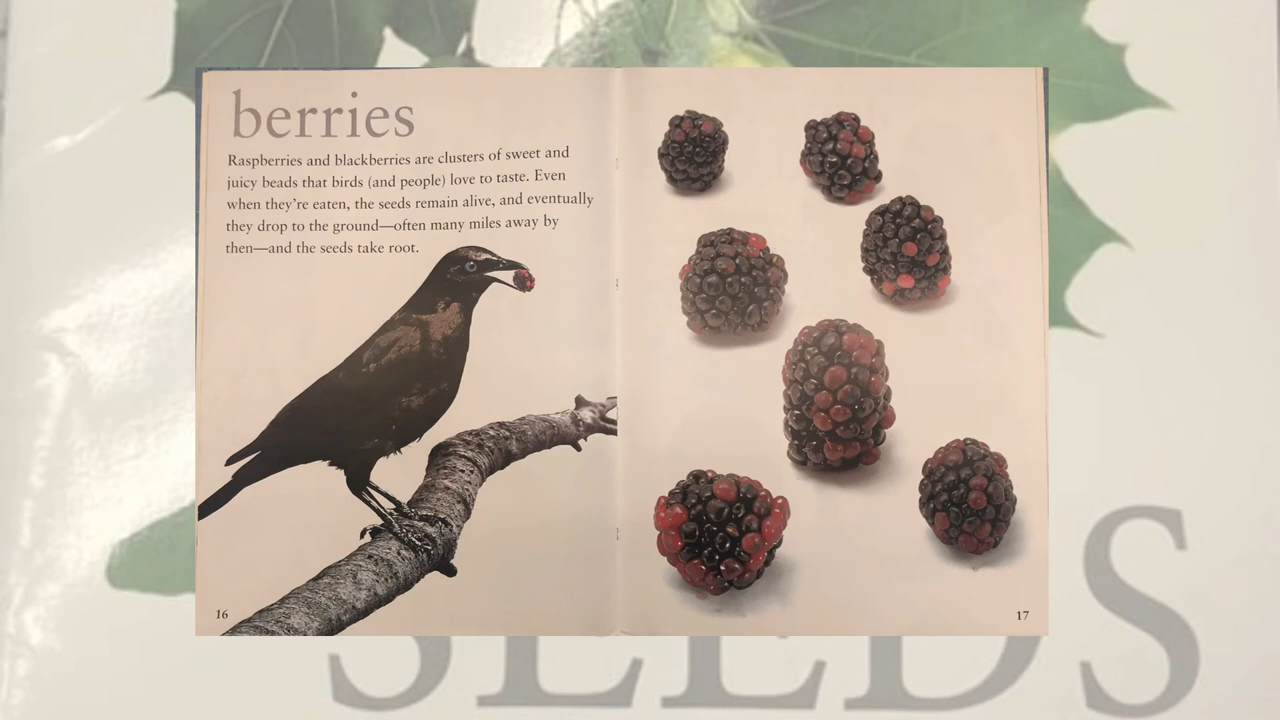 berries
Raspberries and blackberries are clusters of sweet and
juicy beads that birds (and people) love to taste. Even
when they're eaten, the seeds remain alive, and eventually
they drop to the ground—often many miles away by
then—and the seeds take root.
16
17
SEEDS